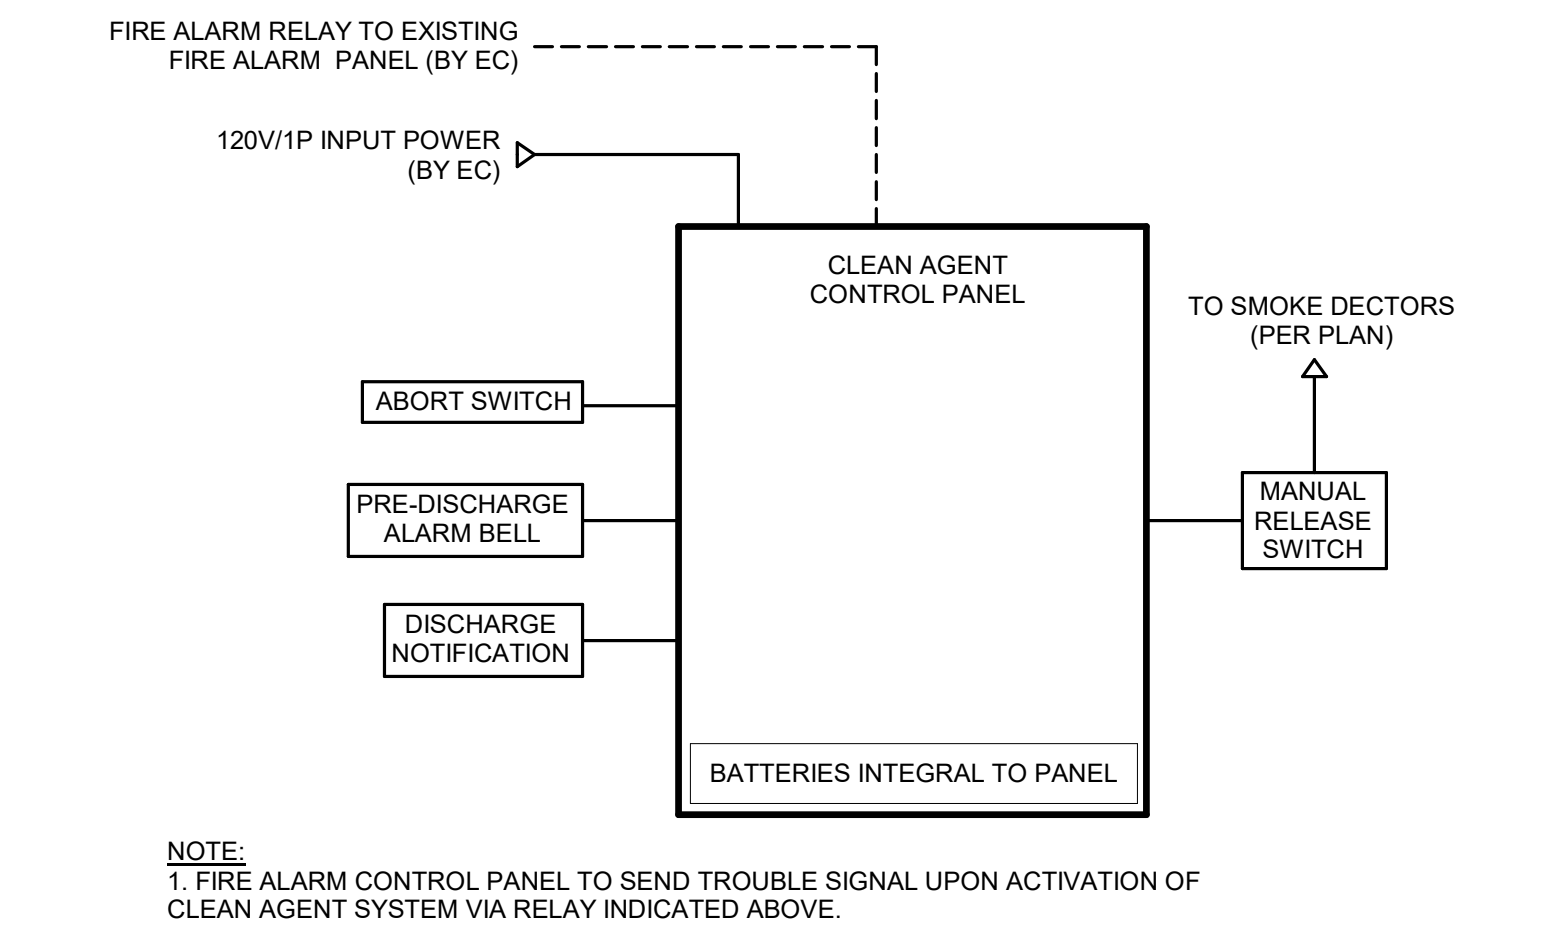 FIRE ALARM RELAY TO EXISTING
FIRE ALARM  PANEL (BY EC)
120V/1P INPUT POWER
(BY EC)
CLEAN AGENT
CONTROL PANEL
TO SMOKE DECTORS
(PER PLAN)
ABORT SWITCH
PRE-DISCHARGE
ALARM BELL
MANUAL
RELEASE
SWITCH
DISCHARGE
NOTIFICATION
BATTERIES INTEGRAL TO PANEL
NOTE:
1. FIRE ALARM CONTROL PANEL TO SEND TROUBLE SIGNAL UPON ACTIVATION OF
CLEAN AGENT SYSTEM VIA RELAY INDICATED ABOVE.